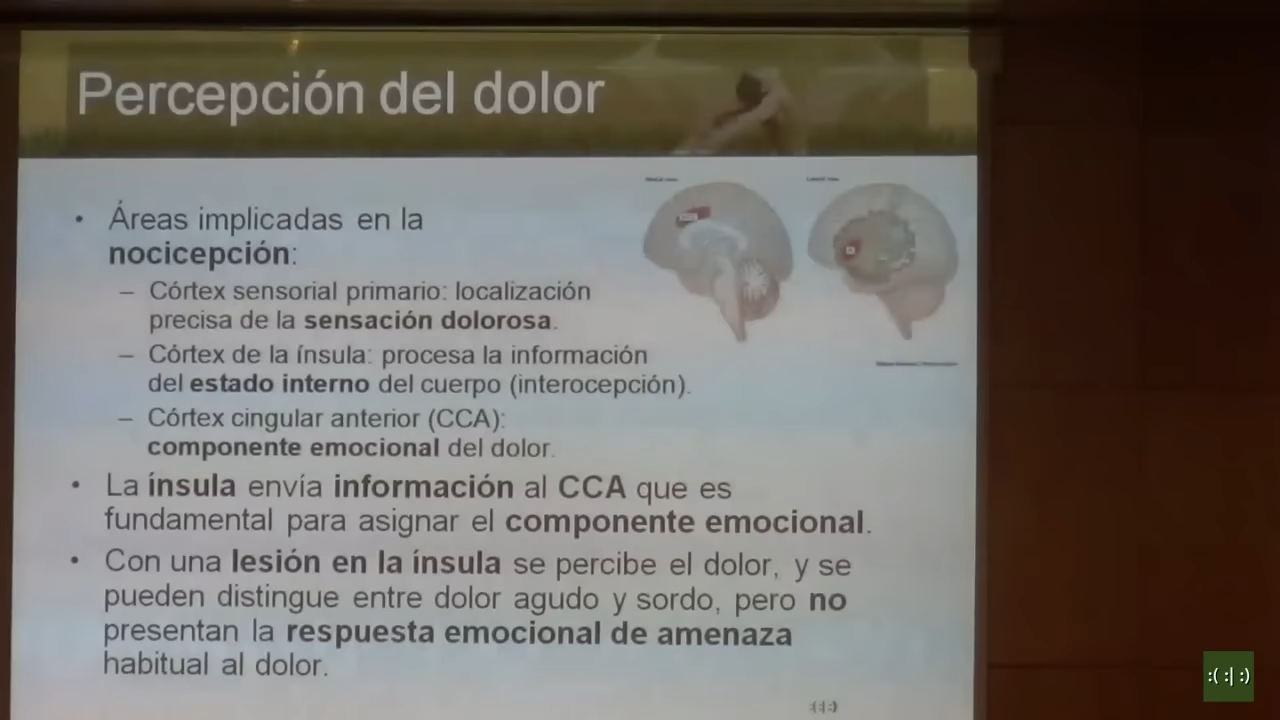 Percepción del dolor
• Áreas implicadas en la
nocicepción:
– Córtex sensorial primario: localización
precisa de la sensación dolorosa.
– Córtex de la ínsula: procesa la información
del estado interno del cuerpo (interocepción).
– Córtex cingular anterior (CCA):
componente emocional del dolor.
• La ínsula envía información al CCA que es
fundamental para asignar el componente emocional.
• Con una lesión en la ínsula se percibe el dolor, y se
pueden distingue entre dolor agudo y sordo, pero no
presentan la respuesta emocional de amenaza
habitual al dolor.
:( :| :)